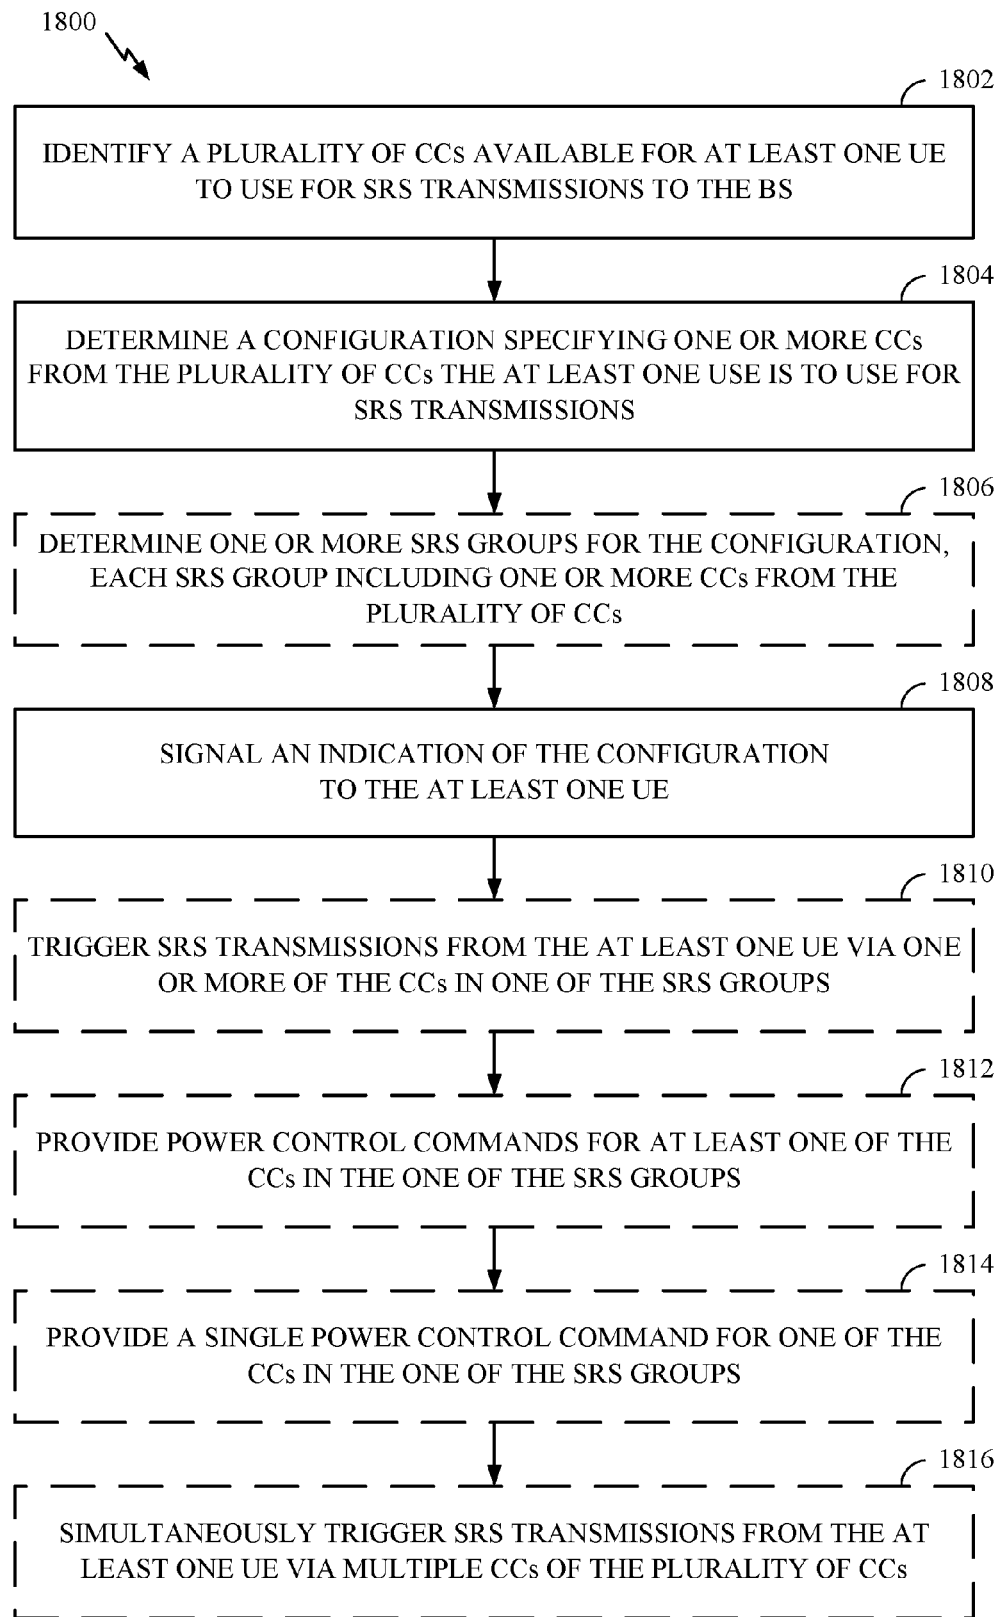 1800
1802
IDENTIFY A PLURALITY OF CCs AVAILABLE FOR AT LEAST ONE UE
TO USE FOR SRS TRANSMISSIONS TO THE BS
1804
DETERMINE A CONFIGURATION SPECIFYING ONE OR MORE CCs
FROM THE PLURALITY OF CCs THE AT LEAST ONE USE IS TO USE FOR
SRS TRANSMISSIONS
1806
DETERMINE ONE OR MORE SRS GROUPS FOR THE CONFIGURATION,
EACH SRS GROUP INCLUDING ONE OR MORE CCs FROM THE
PLURALITY OF CCs
1808
SIGNAL AN INDICATION OF THE CONFIGURATION
TO THE AT LEAST ONE UE
1810
TRIGGER SRS TRANSMISSIONS FROM THE AT LEAST ONE UE VIA ONE
OR MORE OF THE CCs IN ONE OF THE SRS GROUPS
1812
PROVIDE POWER CONTROL COMMANDS FOR AT LEAST ONE OF THE
CCs IN THE ONE OF THE SRS GROUPS
1814
PROVIDE A SINGLE POWER CONTROL COMMAND FOR ONE OF THE
CCs IN THE ONE OF THE SRS GROUPS
1816
SIMULTANEOUSLY TRIGGER SRS TRANSMISSIONS FROM THE AT
LEAST ONE UE VIA MULTIPLE CCs OF THE PLURALITY OF CCs